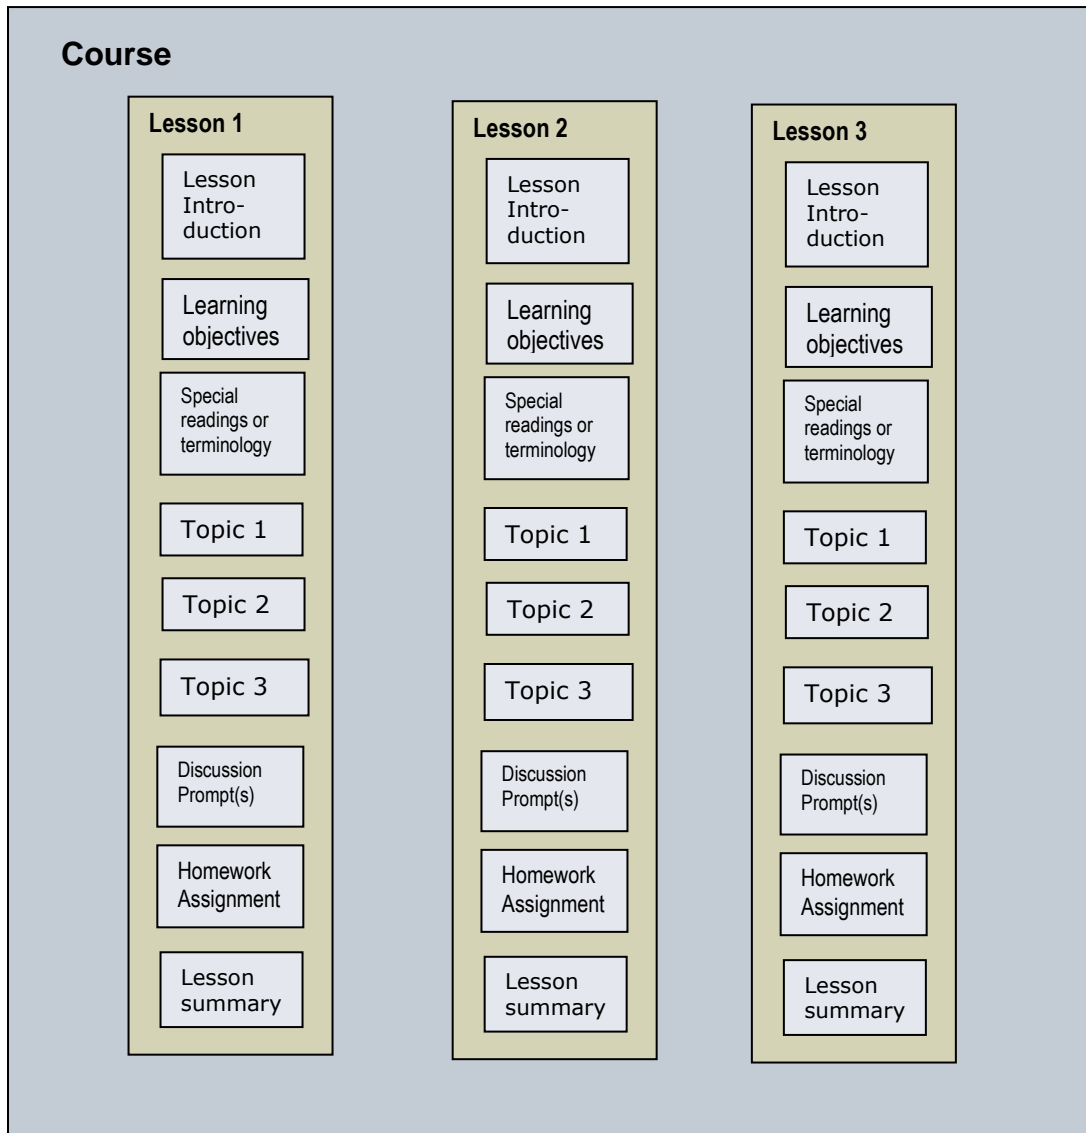 Course
Lesson 1
Lesson
Intro-
duction
Learning
objectives
Special
readings or
terminology
Topic 1
Topic 2
Topic 3
Discussion
Prompt(s)
Homework
Assignment
Lesson
summary
Lesson 2
Lesson
Intro-
duction
Learning
objectives
Special
readings or
terminology
Topic 1
Topic 2
Topic 3
Discussion
Prompt(s)
Homework
Assignment
Lesson
summary
Lesson 3
Lesson
Intro-
duction
Learning
objectives
Special
readings or
terminology
Topic 1
Topic 2
Topic 3
Discussion
Prompt(s)
Homework
Assignment
Lesson
summary